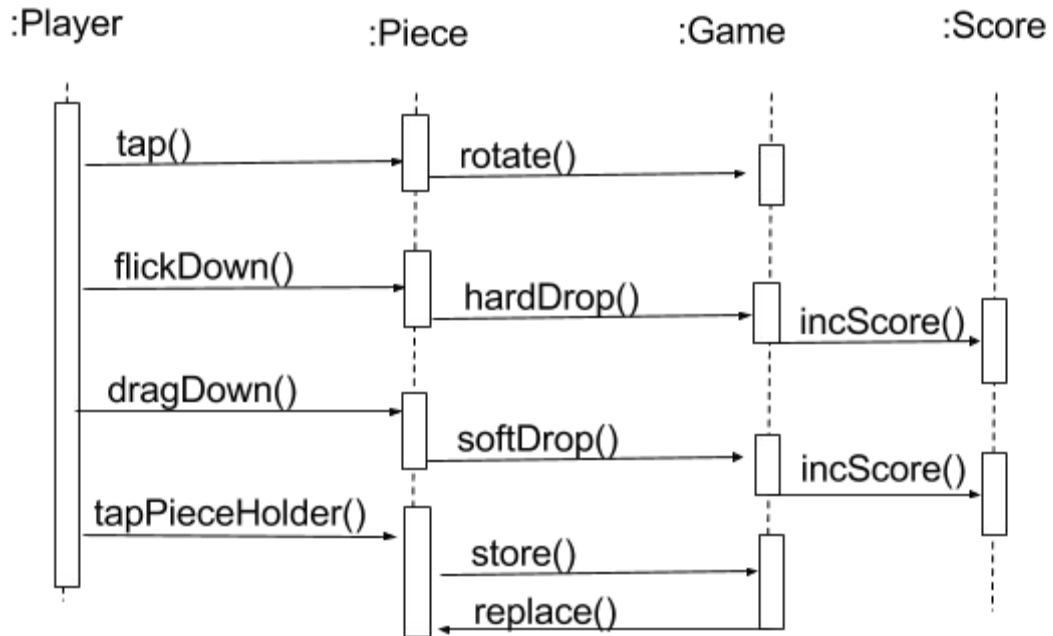 :Player
:Piece
:Game
:Score
tap()
rotate()
flickDown()
hardDrop()
incScore()
dragDown()
softDrop()
incScore()
tapPieceHolder()
store()
replace()